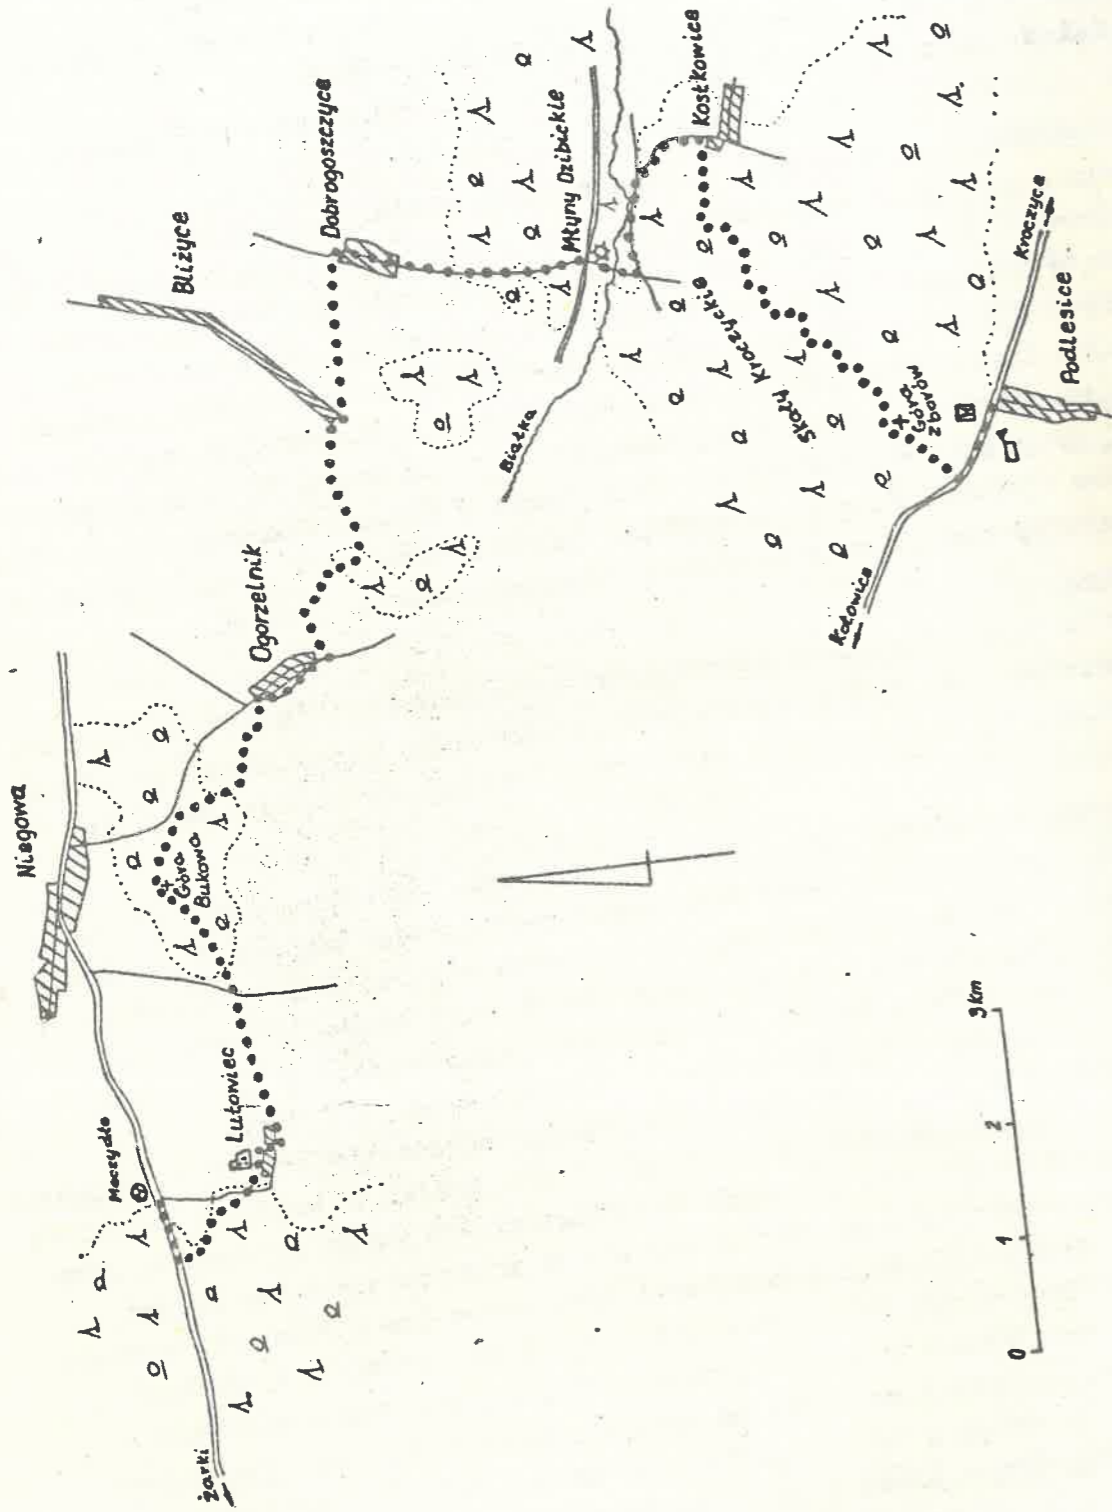 Żarki
Moczydło
Niegowa
Lutowiec
Góra
Bukowa
Ogorzelnik
Bliżyce
Dobrogoszczyce
Białka
Młyny Dzibickie
Kostkowice
Skały Kroczyckie
Góra
Zborów
Kotowice
Podlesice
Kroczyce
0
1
2
3km